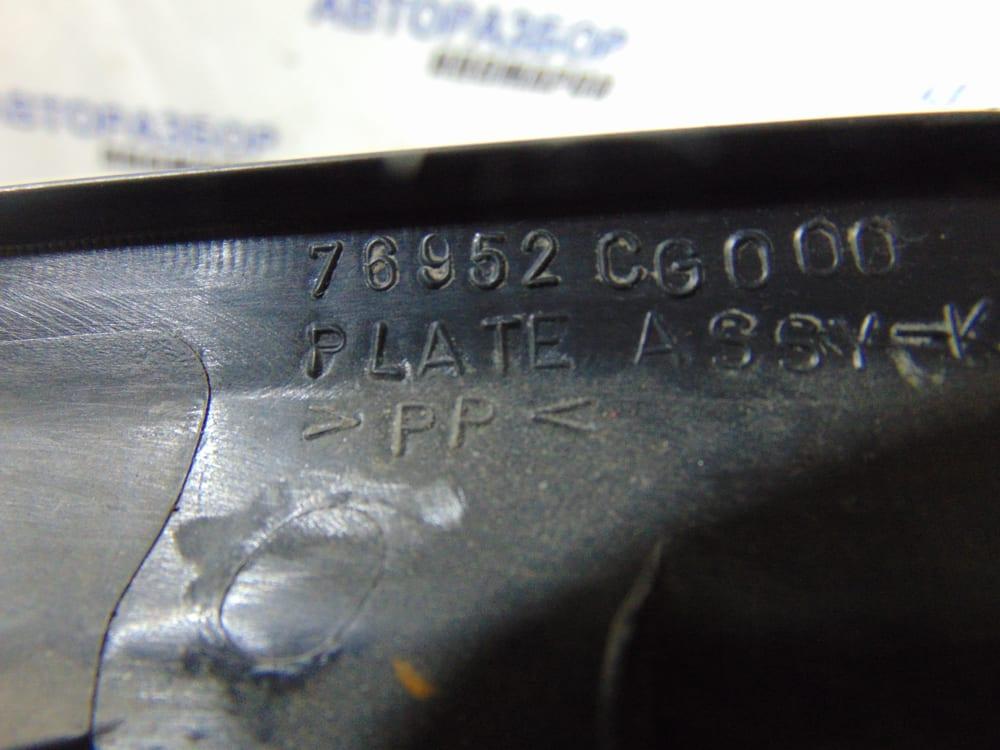 АВТОРАЗБОР
АВТОРАЗБОР
76952 CG000
PLATE ASSY-K
>PP<